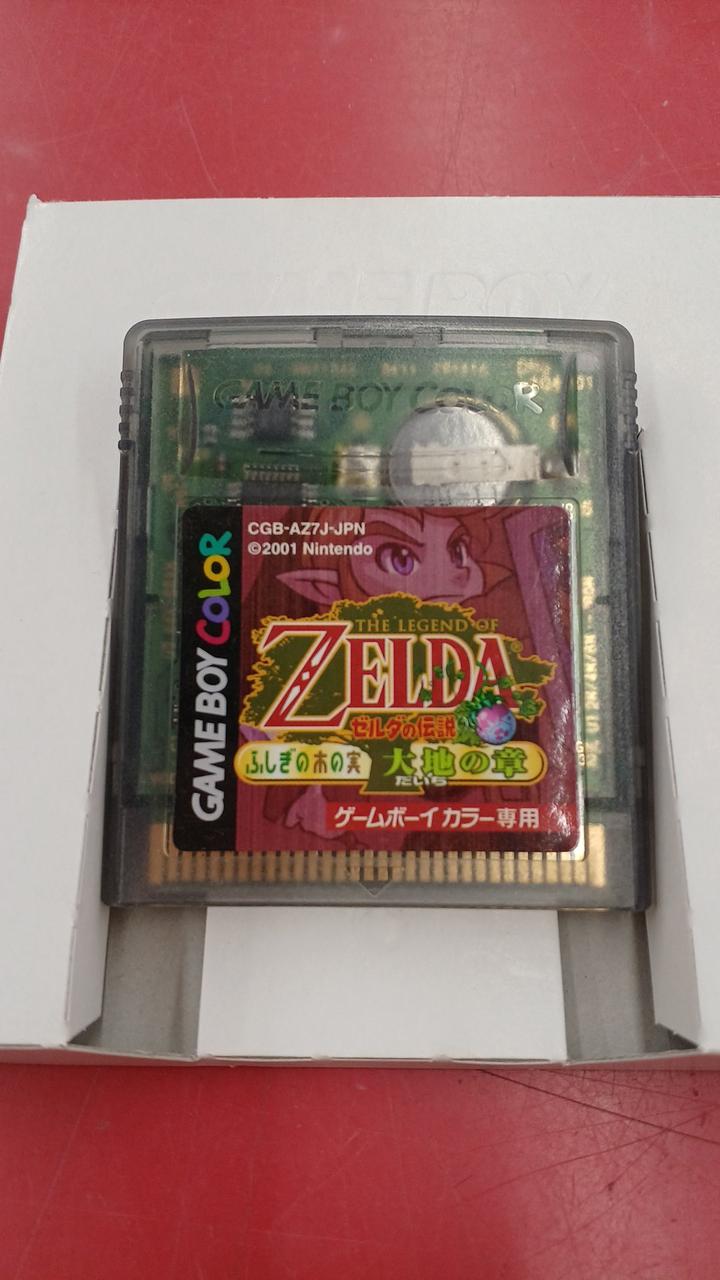 GAME BOY COLOR
CGB-AZ7J-JPN
©2001 Nintendo
GAME BOY COLOR
THE LEGEND OF
ZELDA®
ゼルダの伝説
ふしぎの木の実 大地の章
だいち
ゲームボーイカラー専用